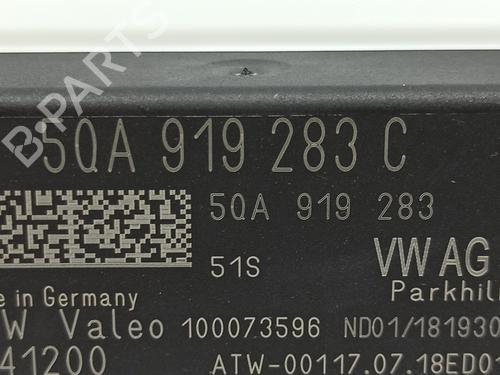 5QA 919 283 C
5QA 919 283
51S
VW AG
Parkhil
e in Germany
W Valeo 100073596 ND01/181930
41200 ATW-00117.07.18ED01